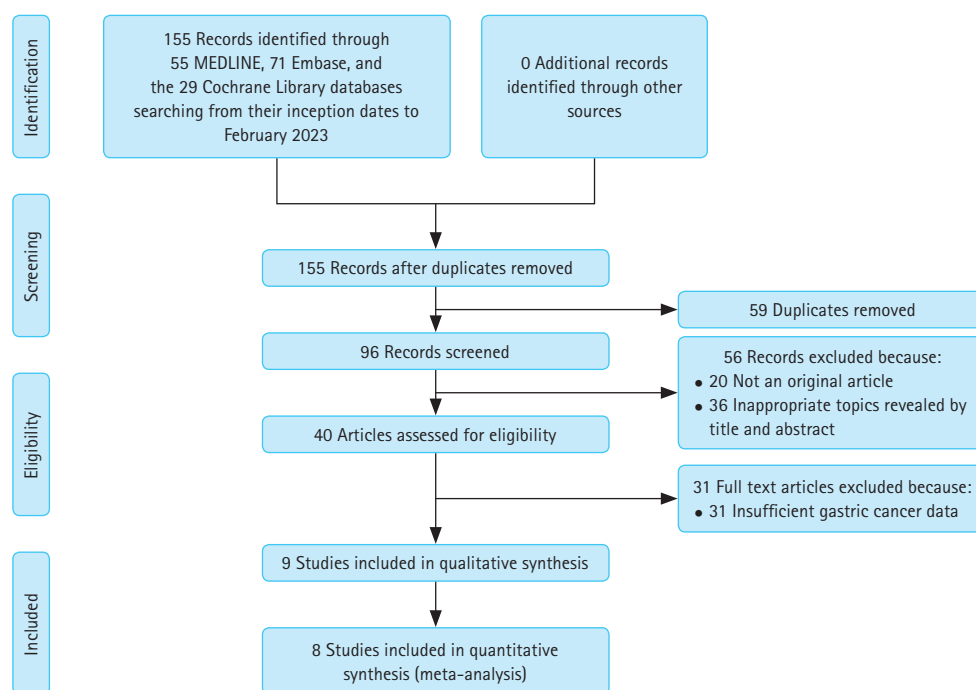 Identification
155 Records identified through
55 MEDLINE, 71 Embase, and
the 29 Cochrane Library databases
searching from their inception dates to
February 2023
0 Additional records
identified through other
sources
Screening
155 Records after duplicates removed
59 Duplicates removed
96 Records screened
56 Records excluded because:
• 20 Not an original article
• 36 Inappropriate topics revealed by
title and abstract
Eligibility
40 Articles assessed for eligibility
31 Full text articles excluded because:
• 31 Insufficient gastric cancer data
Included
9 Studies included in qualitative synthesis
8 Studies included in quantitative
synthesis (meta-analysis)